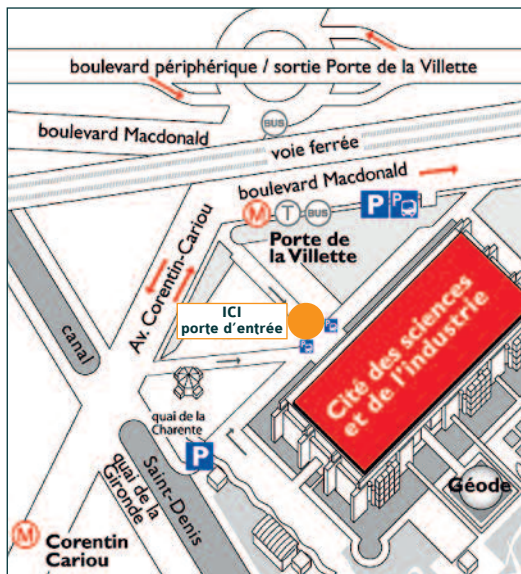 boulevard périphérique / sortie Porte de la Villette
BUS
boulevard Macdonald
voie ferrée
boulevard Macdonald
M T BUS
P P
Porte de
la Villette
Av. Corentin-Cariou
ICI
porte d'entrée
canal
Cité des sciences
et de l'industrie
quai de la
Charente
P
Saint-Denis
quai de la
Gironde
Géode
M Corentin
Cariou